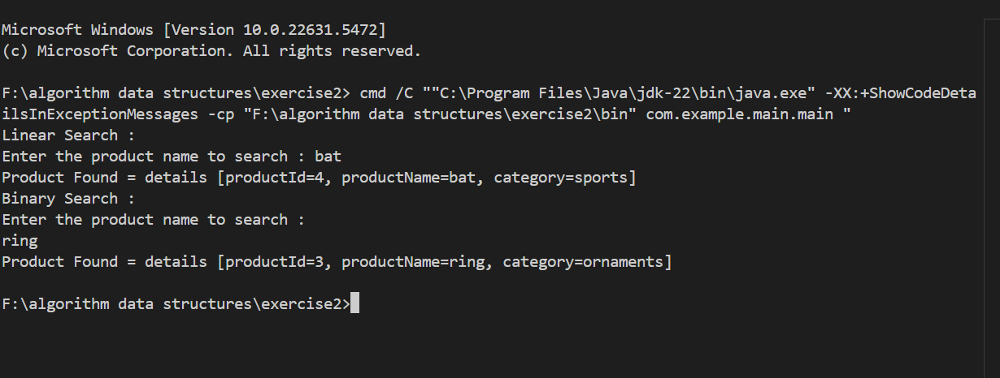 Microsoft Windows [Version 10.0.22631.5472]
(c) Microsoft Corporation. All rights reserved.
F:\algorithm data structures\exercise2> cmd /C ""C:\Program Files\Java\jdk-22\bin\java.exe" -XX:+ShowCodeDeta
ilsInExceptionMessages -cp "F:\algorithm data structures\exercise2\bin" com.example.main.main "
Linear Search :
Enter the product name to search : bat
Product Found = details [productId=4, productName=bat, category=sports]
Binary Search :
Enter the product name to search :
ring
Product Found = details [productId=3, productName=ring, category=ornaments]
F:\algorithm data structures\exercise2>